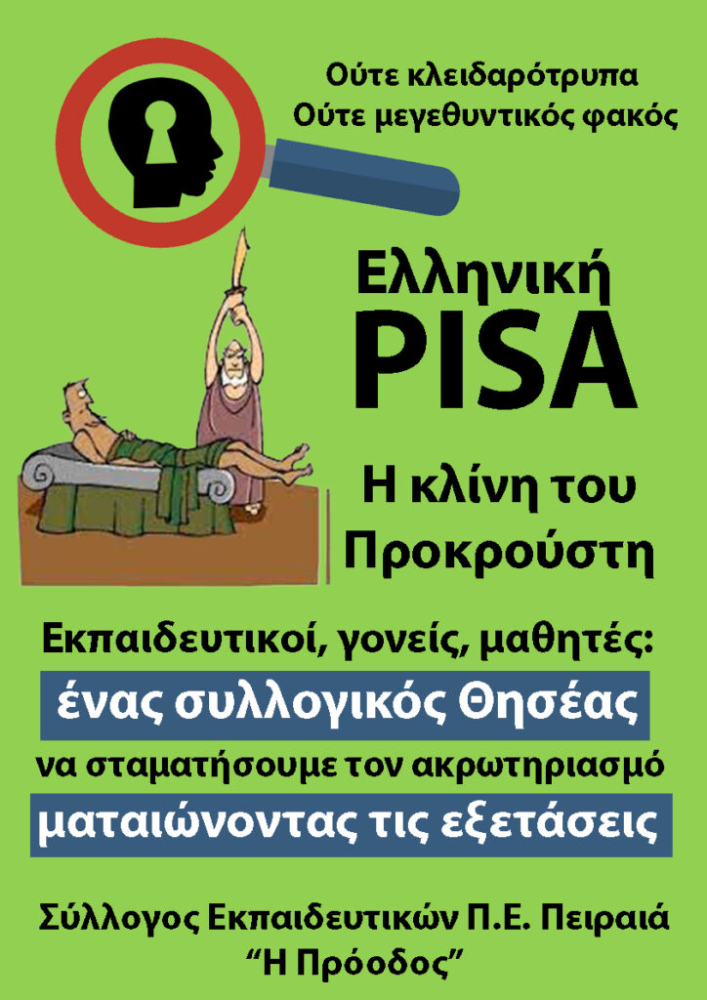 Ούτε κλειδαρότρυπα
Ούτε μεγεθυντικός φακός
Ελληνική
PISA
Η κλίνη του
Προκρούστη
Εκπαιδευτικοί, γονείς, μαθητές:
ένας συλλογικός Θησέας
να σταματήσουμε τον ακρωτηριασμό
ματαιώνοντας τις εξετάσεις
Σύλλογος Εκπαιδευτικών Π.Ε. Πειραιά
“Η Πρόοδος”